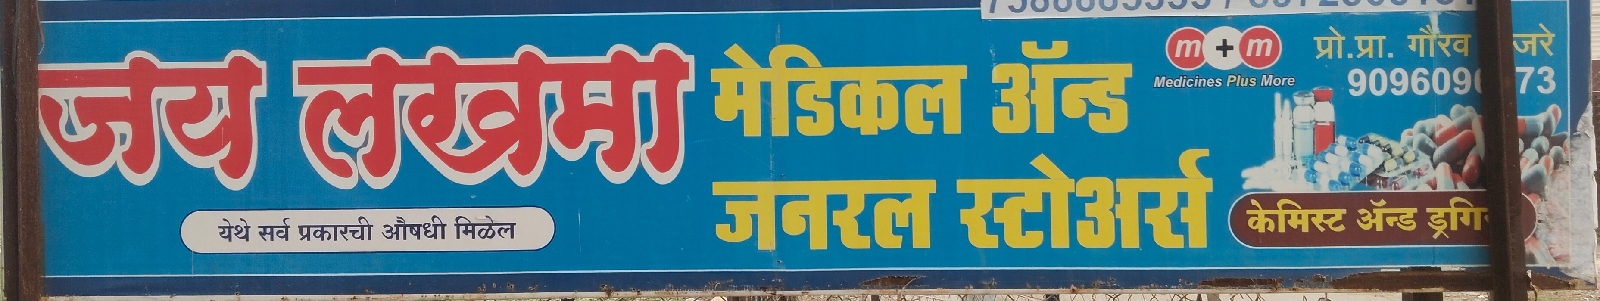 जय लखमा
मेडिकल ॲन्ड
जनरल स्टोअर्स
येथे सर्व प्रकारची औषधी मिळेल
m+m
Medicines Plus More
प्रो.प्रा. गौरव
केमिस्ट ॲन्ड